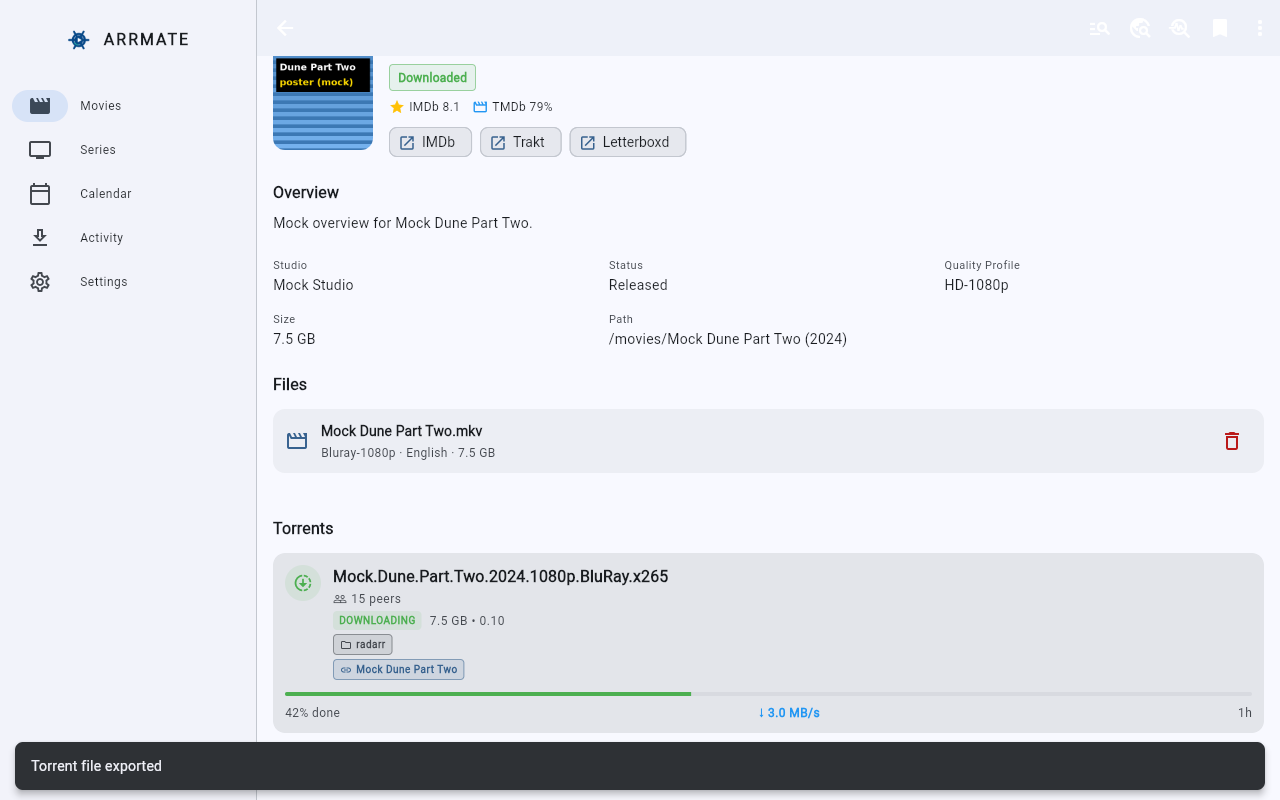 ARRMATE
Movies
Series
Calendar
Activity
Settings
Dune Part Two
poster (mock)
Downloaded
IMDb 8.1 TMDb 79%
IMDb Trakt Letterboxd
Overview
Mock overview for Mock Dune Part Two.
Studio Status Quality Profile
Mock Studio Released HD-1080p
Size Path
7.5 GB /movies/Mock Dune Part Two (2024)
Files
Mock Dune Part Two.mkv
Bluray-1080p · English · 7.5 GB
Torrents
Mock.Dune.Part.Two.2024.1080p.BluRay.x265
15 peers
DOWNLOADING 7.5 GB • 0.10
radarr
Mock Dune Part Two
42% done ↓ 3.0 MB/s 1h
Torrent file exported